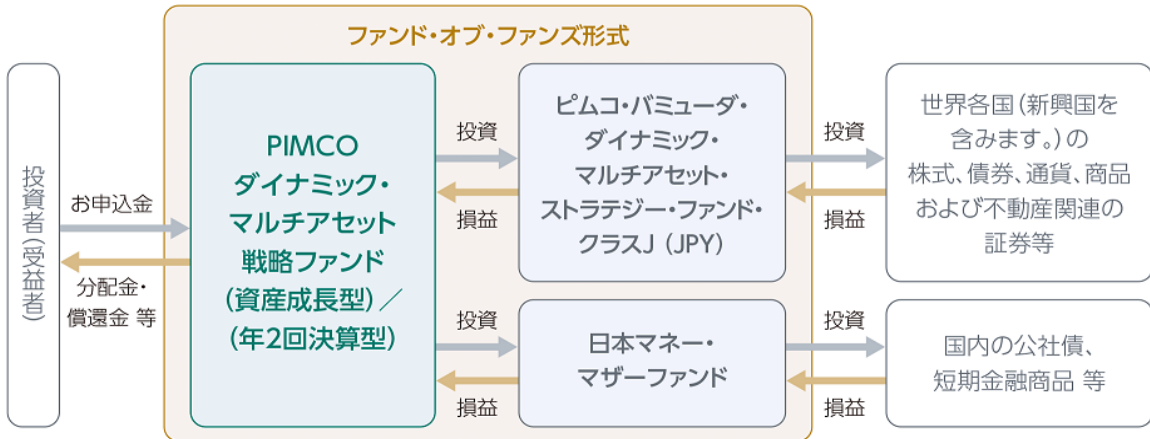 ファンド・オブ・ファンズ形式
投資者(受益者)
お申込金
分配金・
償還金 等
PIMCO
ダイナミック・
マルチアセット
戦略ファンド
(資産成長型)/
(年2回決算型)
投資
損益
投資
損益
ピムコ・バミューダ・
ダイナミック・
マルチアセット・
ストラテジー・ファンド・
クラスJ(JPY)
日本マネー・
マザーファンド
投資
損益
投資
損益
世界各国(新興国を
含みます。)の
株式、債券、通貨、商品
および不動産関連の
証券等
国内の公社債、
短期金融商品 等